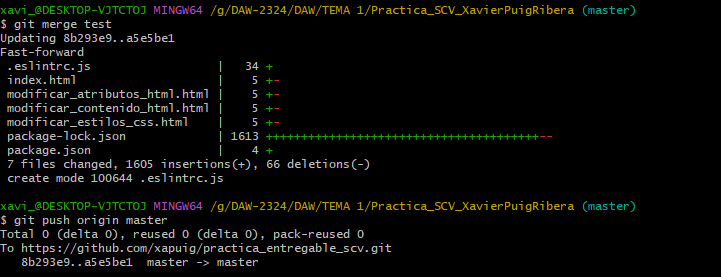 xavi_@DESKTOP-VJTCTOJ MINGW64 /g/DAW-2324/DAW/TEMA 1/Practica_SCV_XavierPuigRibera (master)
$ git merge test
Updating 8b293e9..a5e5be1
Fast-forward
 .eslintrc.js                  |   34 +
 index.html                    |    5 +-
 modificar_atributos_html.html |    5 +-
 modificar_contenido_html.html |    5 +-
 modificar_estilos_css.html    |    5 +-
 package-lock.json             | 1613 +++++++++++++++++++++++++++++++++++++++--
 package.json                  |    4 +
 7 files changed, 1605 insertions(+), 66 deletions(-)
 create mode 100644 .eslintrc.js
xavi_@DESKTOP-VJTCTOJ MINGW64 /g/DAW-2324/DAW/TEMA 1/Practica_SCV_XavierPuigRibera (master)
$ git push origin master
Total 0 (delta 0), reused 0 (delta 0), pack-reused 0
To https://github.com/xapuig/practica_entregable_scv.git
   8b293e9..a5e5be1  master -> master